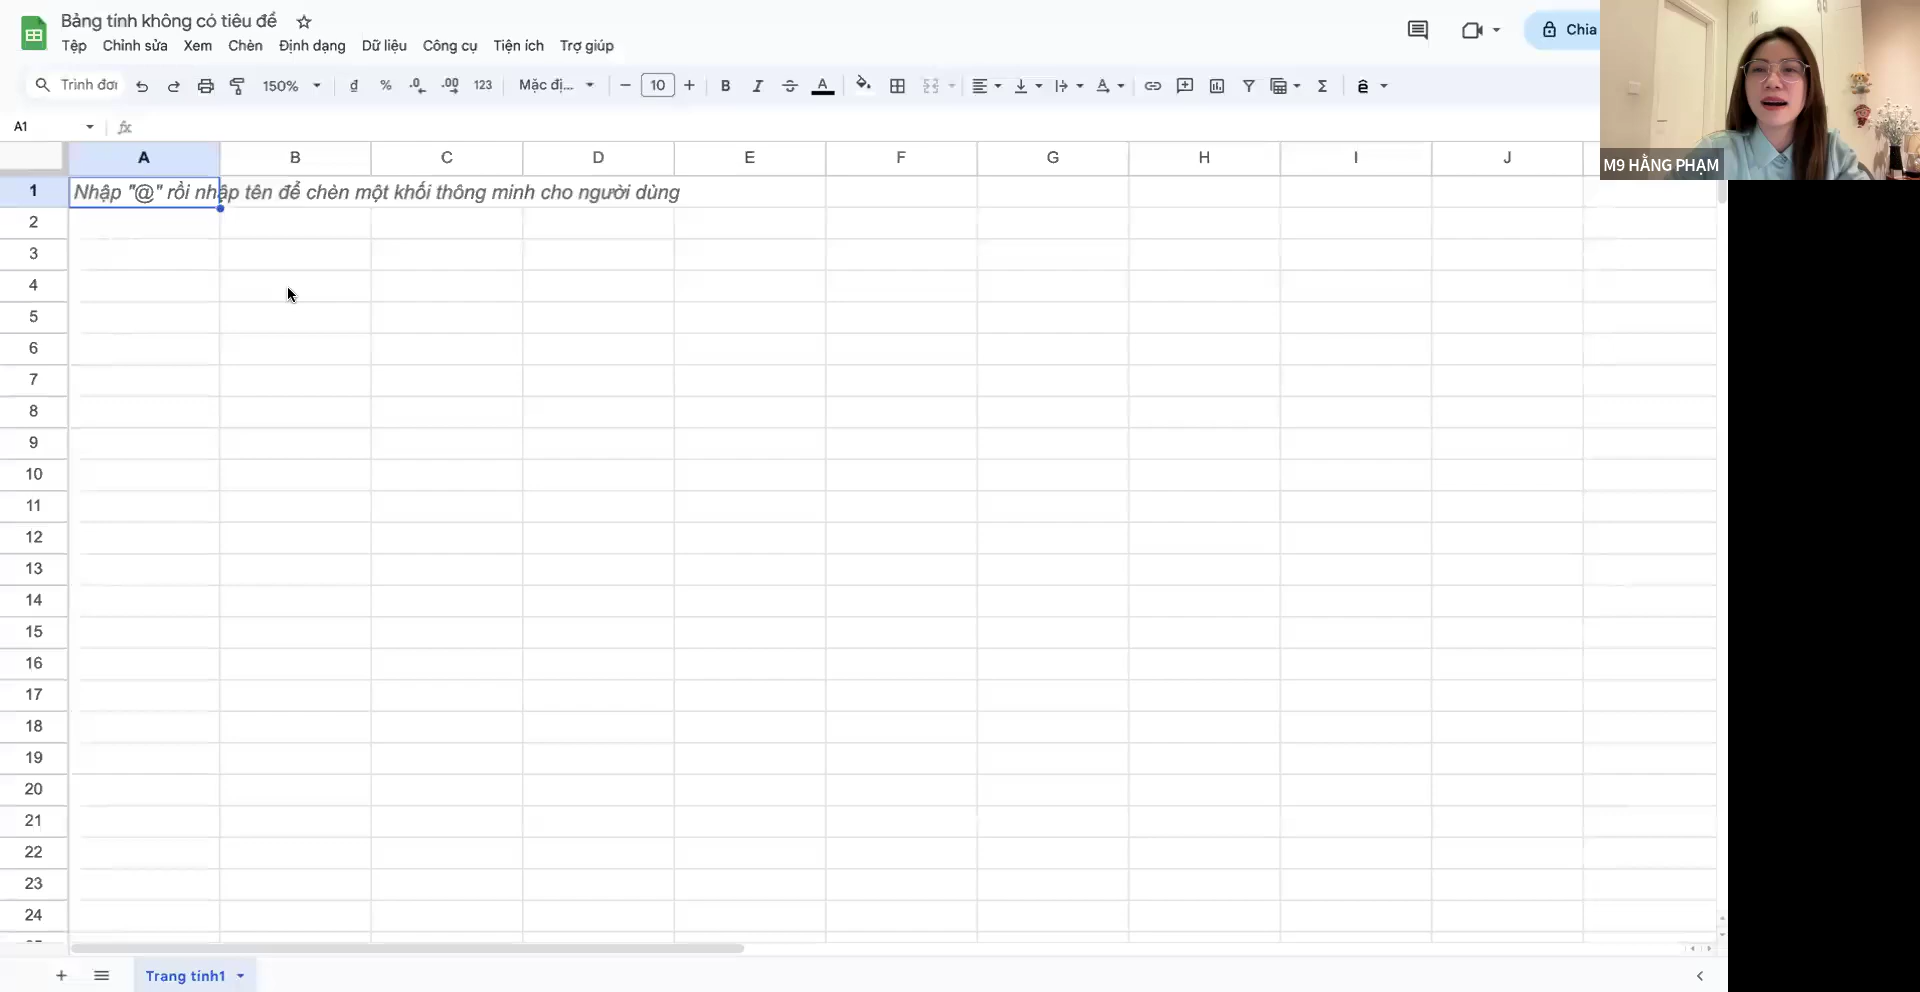 Bảng tính không có tiêu đề
Tệp Chỉnh sửa Xem Chèn Định dạng Dữ liệu Công cụ Tiện ích Trợ giúp
Chia
Trình đơn 150% đ % .0 .00 123 Mặc đị... 10 B I A Σ ê
A1 fx
M9 HẰNG PHẠM
A B C D E F G H I J
1 Nhập "@" rồi nhập tên để chèn một khối thông minh cho người dùng
2
3
4
5
6
7
8
9
10
11
12
13
14
15
16
17
18
19
20
21
22
23
24
Trang tính1